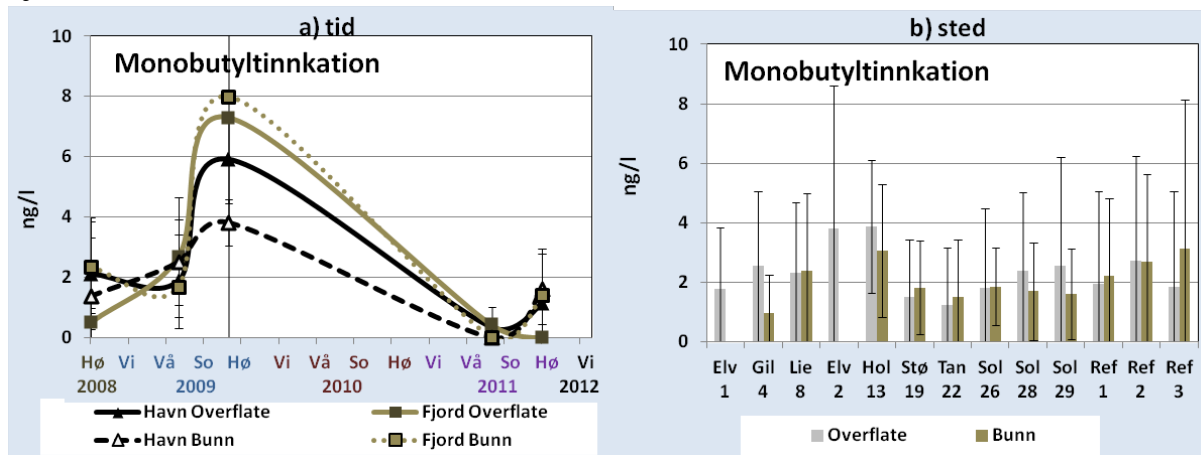 a) tid
Monobutyltinnkation
10
8
6
4
2
0
ng/l
Hø Vi Vå So Hø Vi Vå So Hø Vi Vå So Hø Vi
2008 2009 2010 2011 2012
Havn Overflate Fjord Overflate
Havn Bunn Fjord Bunn
b) sted
Monobutyltinnkation
10
8
6
4
2
0
ng/l
Elv Gil Lie Elv Hol Stø Tan Sol Sol Sol Ref Ref Ref
1 4 8 2 13 19 22 26 28 29 1 2 3
Overflate Bunn